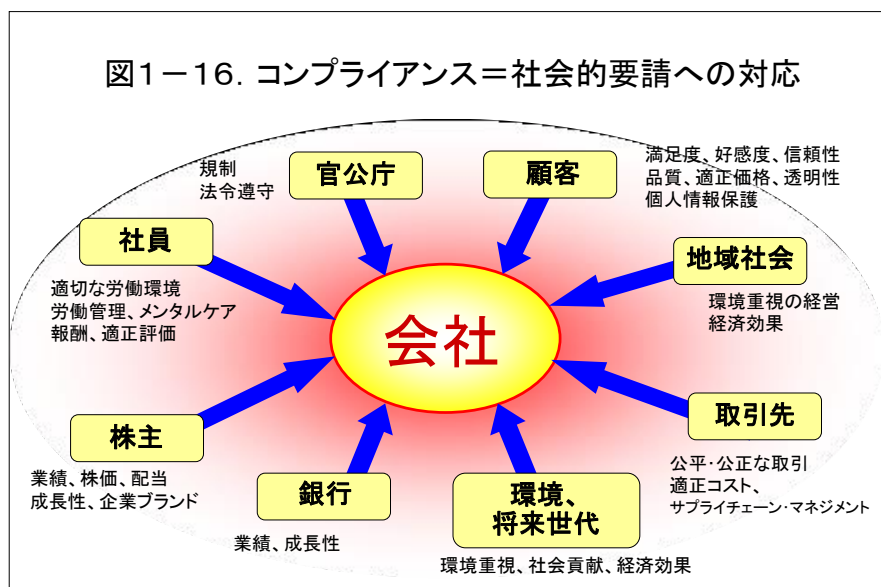 図1-16.コンプライアンス=社会的要請への対応
規制
法令遵守
官公庁
顧客
満足度、好感度、信頼性
品質、適正価格、透明性
個人情報保護
社員
適切な労働環境
労働管理、メンタルケア
報酬、適正評価
地域社会
環境重視の経営
経済効果
会社
株主
業績、株価、配当
成長性、企業ブランド
銀行
業績、成長性
環境、
将来世代
環境重視、社会貢献、経済効果
取引先
公平・公正な取引
適正コスト、
サプライチェーン・マネジメント